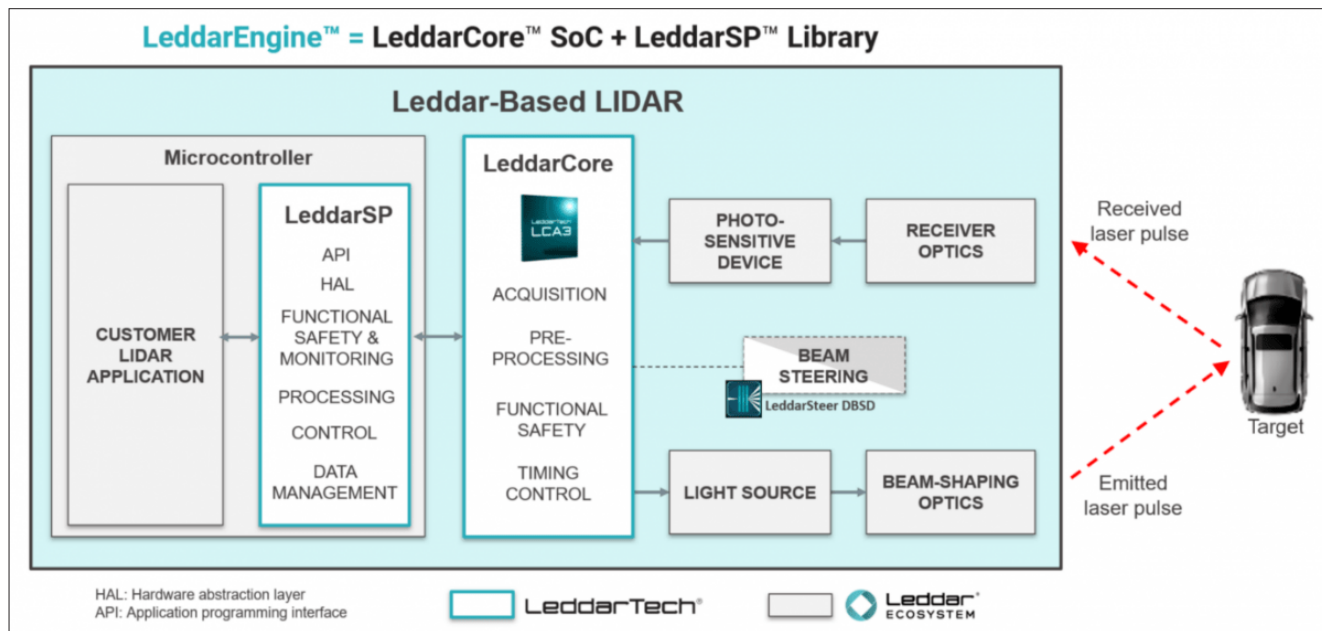 LeddarEngine™ = LeddarCore™ SoC + LeddarSP™ Library
Leddar-Based LIDAR
Microcontroller
CUSTOMER
LIDAR
APPLICATION
LeddarSP
API
HAL
FUNCTIONAL
SAFETY &
MONITORING
PROCESSING
CONTROL
DATA
MANAGEMENT
LeddarCore
LeddarTech
LCA3
ACQUISITION
PRE-
PROCESSING
FUNCTIONAL
SAFETY
TIMING
CONTROL
PHOTO-
SENSITIVE
DEVICE
RECEIVER
OPTICS
BEAM
STEERING
LeddarSteer DBSD
LIGHT SOURCE
BEAM-SHAPING
OPTICS
Received
laser pulse
Target
Emitted
laser pulse
HAL: Hardware abstraction layer
API: Application programming interface
LeddarTech®
Leddar®
ECOSYSTEM